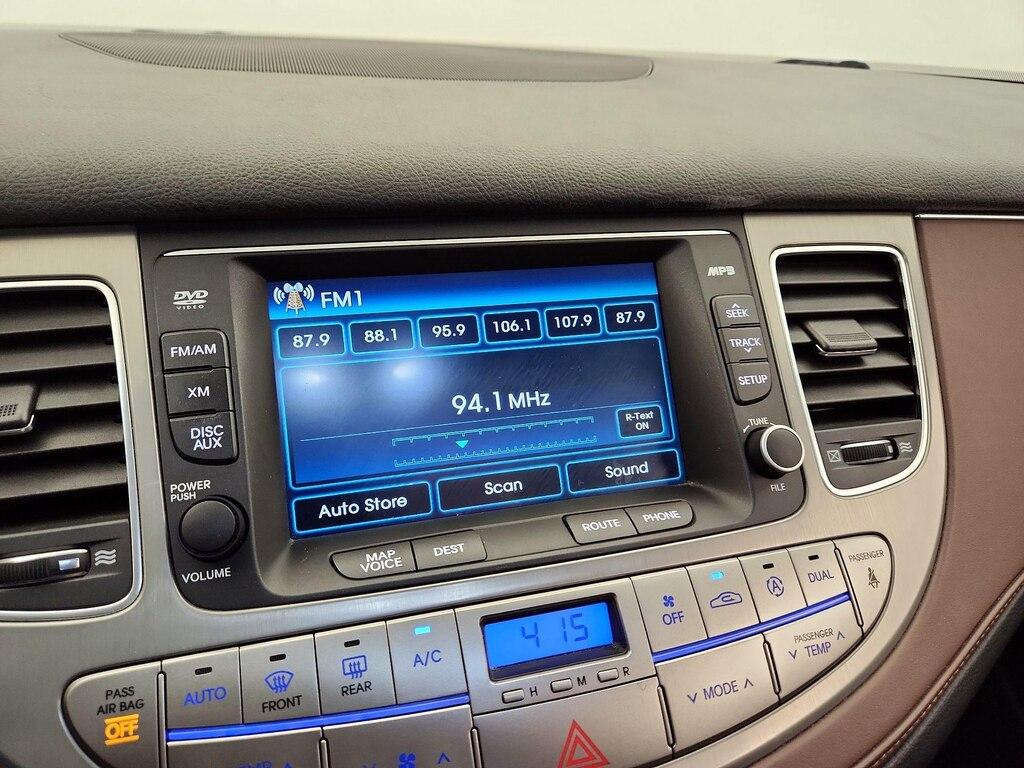 DVD
VIDEO
FM/AM
XM
DISC
AUX
POWER
PUSH
VOLUME
FM1
87.9 88.1 95.9 106.1 107.9 87.9
94.1 MHz
R-Text
ON
Auto Store Scan Sound
MP3
SEEK
TRACK
SETUP
TUNE
FILE
MAP
VOICE
DEST
ROUTE
PHONE
PASS
AIR BAG
OFF
AUTO
FRONT
REAR
A/C
4 15
H M R
OFF
A
DUAL
PASSENGER
MODE
PASSENGER
TEMP